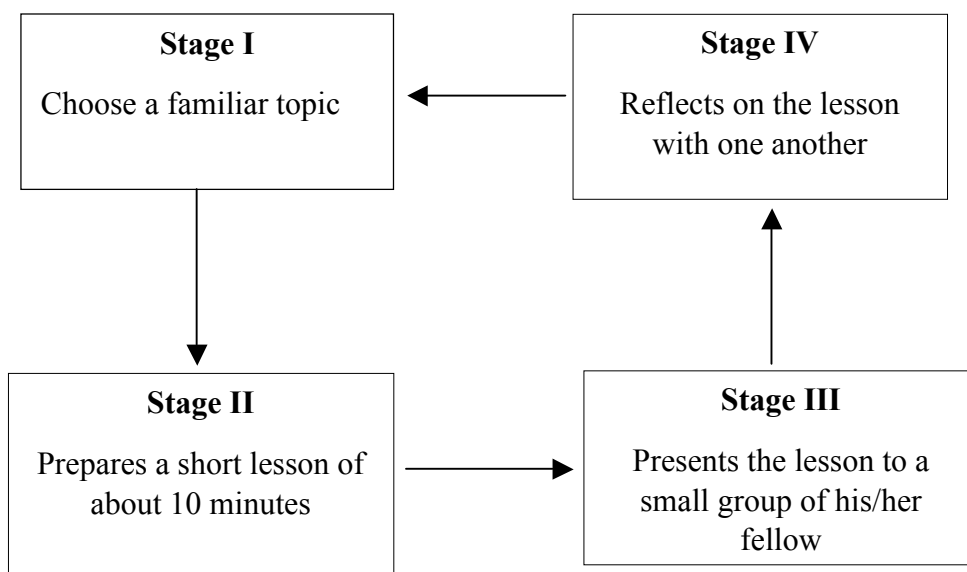 Stage I
Choose a familiar topic
Stage IV
Reflects on the lesson
with one another
Stage II
Prepares a short lesson of
about 10 minutes
Stage III
Presents the lesson to a
small group of his/her
fellow